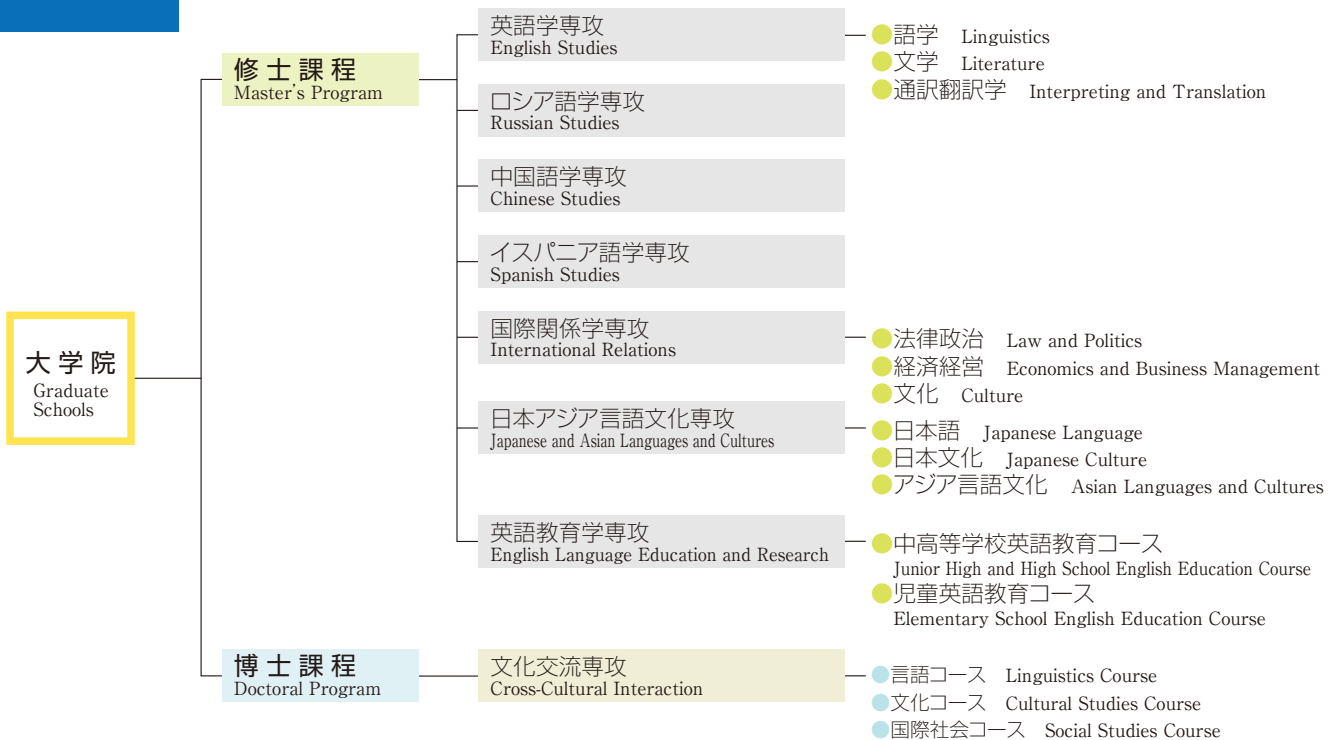 大学院
Graduate
Schools
修士課程
Master's Program
英語学専攻
English Studies
●語学 Linguistics
●文学 Literature
●通訳翻訳学 Interpreting and Translation
ロシア語学専攻
Russian Studies
中国語学専攻
Chinese Studies
イスパニア語学専攻
Spanish Studies
国際関係学専攻
International Relations
●法律政治 Law and Politics
●経済経営 Economics and Business Management
●文化 Culture
日本アジア言語文化専攻
Japanese and Asian Languages and Cultures
●日本語 Japanese Language
●日本文化 Japanese Culture
●アジア言語文化 Asian Languages and Cultures
英語教育学専攻
English Language Education and Research
●中高等学校英語教育コース
Junior High and High School English Education Course
●児童英語教育コース
Elementary School English Education Course
博士課程
Doctoral Program
文化交流専攻
Cross-Cultural Interaction
●言語コース Linguistics Course
●文化コース Cultural Studies Course
●国際社会コース Social Studies Course